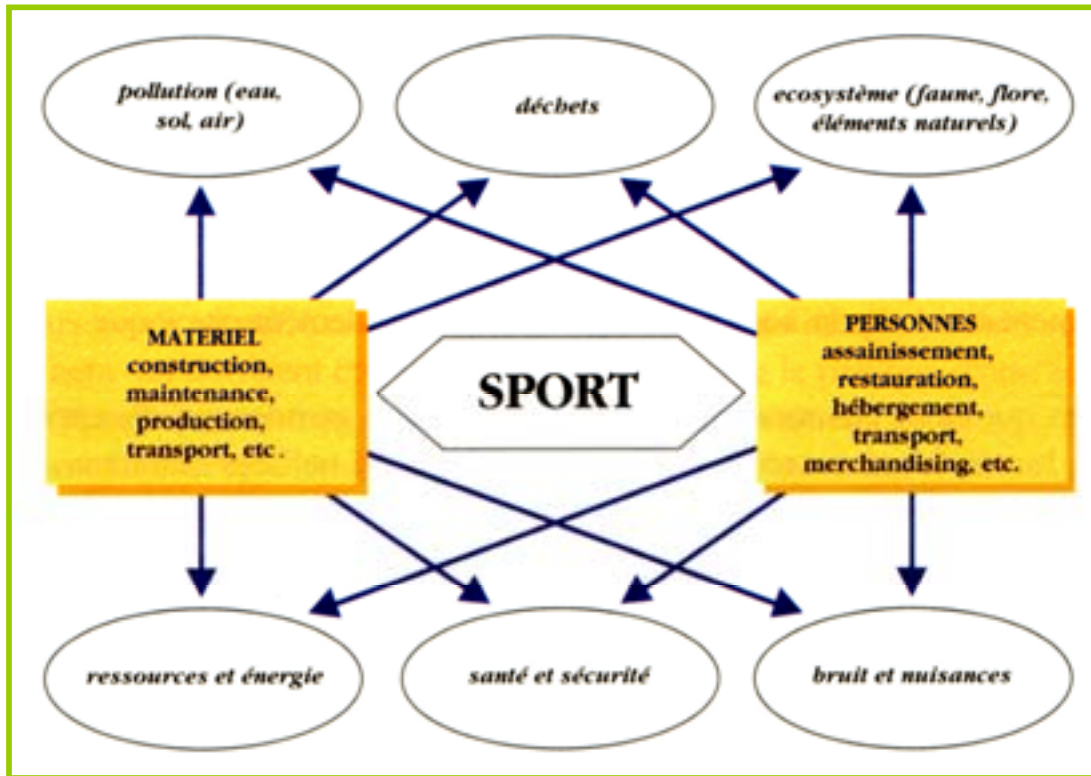 pollution (eau,
sol, air)
déchets
ecosystème (faune, flore,
éléments naturels)
MATERIEL
construction,
maintenance,
production,
transport, etc.
SPORT
PERSONNES
assainissement,
restauration,
hébergement,
transport,
merchandising, etc.
ressources et énergie
santé et sécurité
bruit et nuisances